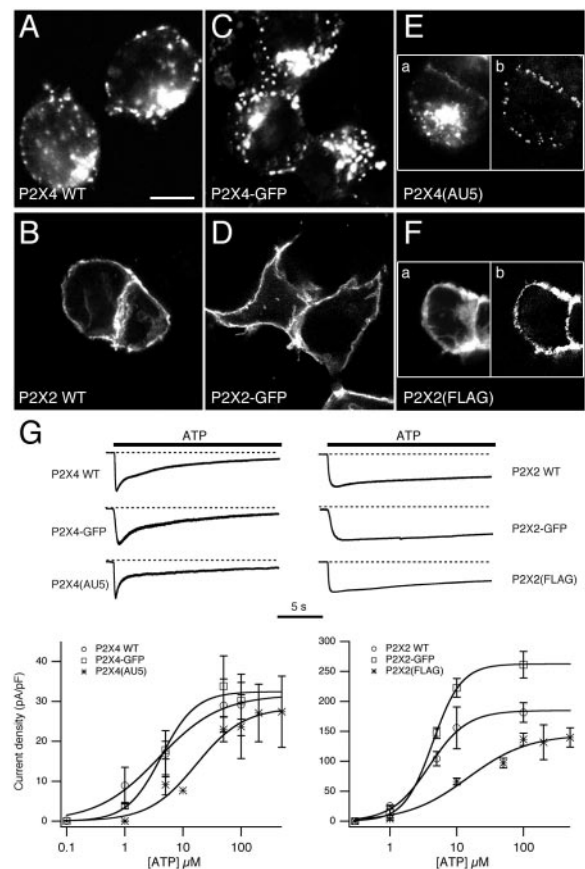 A
C
E
a
b
P2X4 WT
P2X4-GFP
P2X4(AU5)
B
D
F
a
b
P2X2 WT
P2X2-GFP
P2X2(FLAG)
G
ATP
ATP
P2X4 WT
P2X2 WT
P2X4-GFP
P2X2-GFP
P2X4(AU5)
P2X2(FLAG)
5 s
Current density (pA/pF)
40
30
20
10
0
P2X4 WT
P2X4-GFP
P2X4(AU5)
0.1
1
10
100
[ATP] µM
300
250
200
150
100
50
0
P2X2 WT
P2X2-GFP
P2X2(FLAG)
1
10
100
[ATP] µM